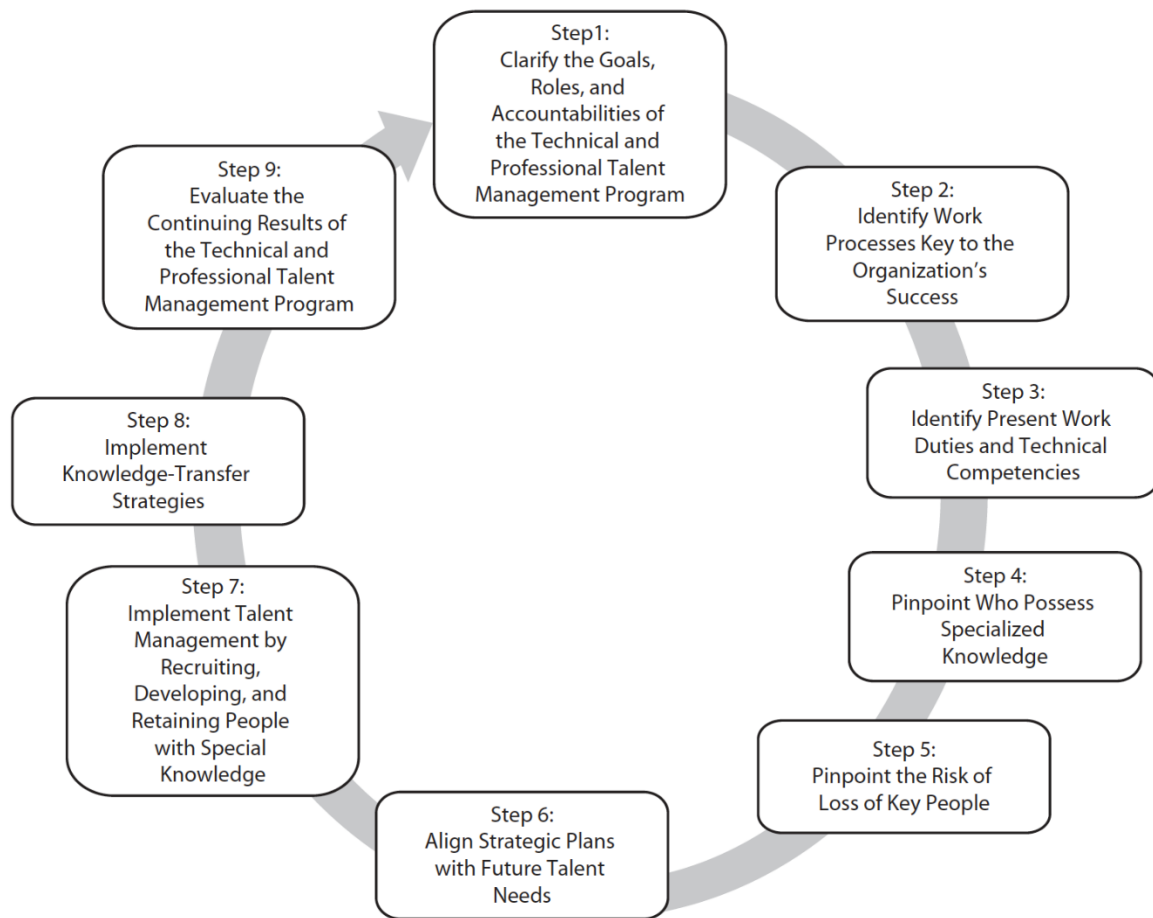 Step1:
Clarify the Goals,
Roles, and
Accountabilities of
the Technical and
Professional Talent
Management Program
Step 2:
Identify Work
Processes Key to the
Organization’s
Success
Step 3:
Identify Present Work
Duties and Technical
Competencies
Step 4:
Pinpoint Who Possess
Specialized
Knowledge
Step 5:
Pinpoint the Risk of
Loss of Key People
Step 6:
Align Strategic Plans
with Future Talent
Needs
Step 7:
Implement Talent
Management by
Recruiting,
Developing, and
Retaining People
with Special
Knowledge
Step 8:
Implement
Knowledge-Transfer
Strategies
Step 9:
Evaluate the
Continuing Results of
the Technical and
Professional Talent
Management Program